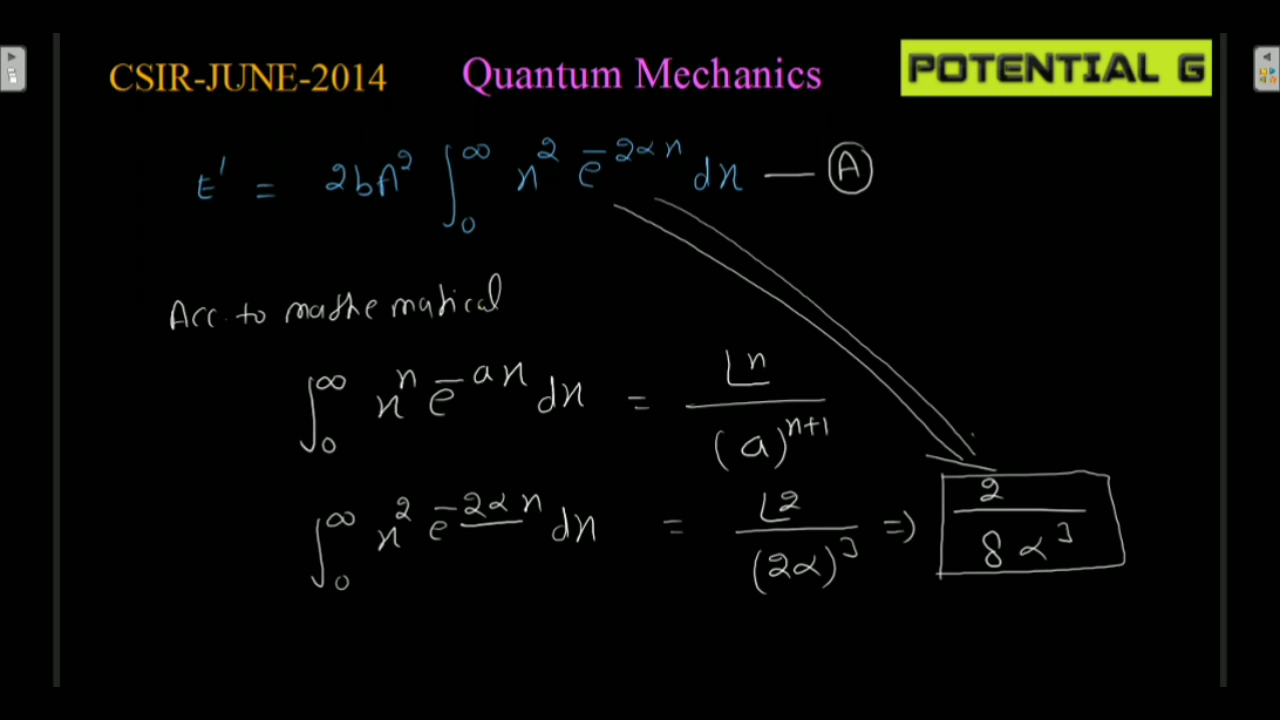 CSIR-JUNE-2014 Quantum Mechanics POTENTIAL G
E' = 2bA² ∫₀^∞ x² e^(-2αx) dx — (A)
Acc. to mathematical
∫₀^∞ xⁿ e^(-ax) dx = ∟n / (a)^(n+1)
∫₀^∞ x² e^(-2αx) dx = ∟2 / (2α)³ ⇒ 2 / 8α³